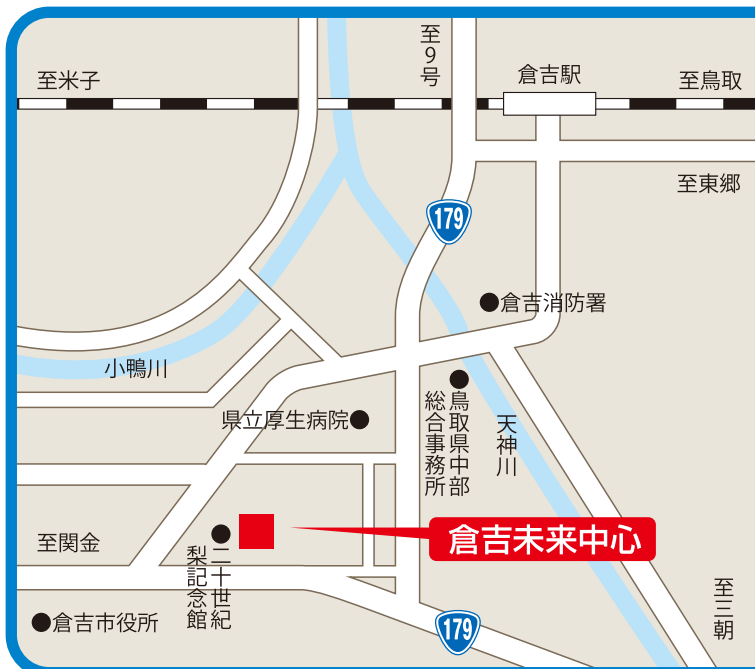 至9号
至米子
倉吉駅
至鳥取
至東郷
179
倉吉消防署
小鴨川
県立厚生病院
鳥取県中部
総合事務所
天神川
倉吉未来中心
至関金
二十世紀
梨記念館
至三朝
倉吉市役所
179